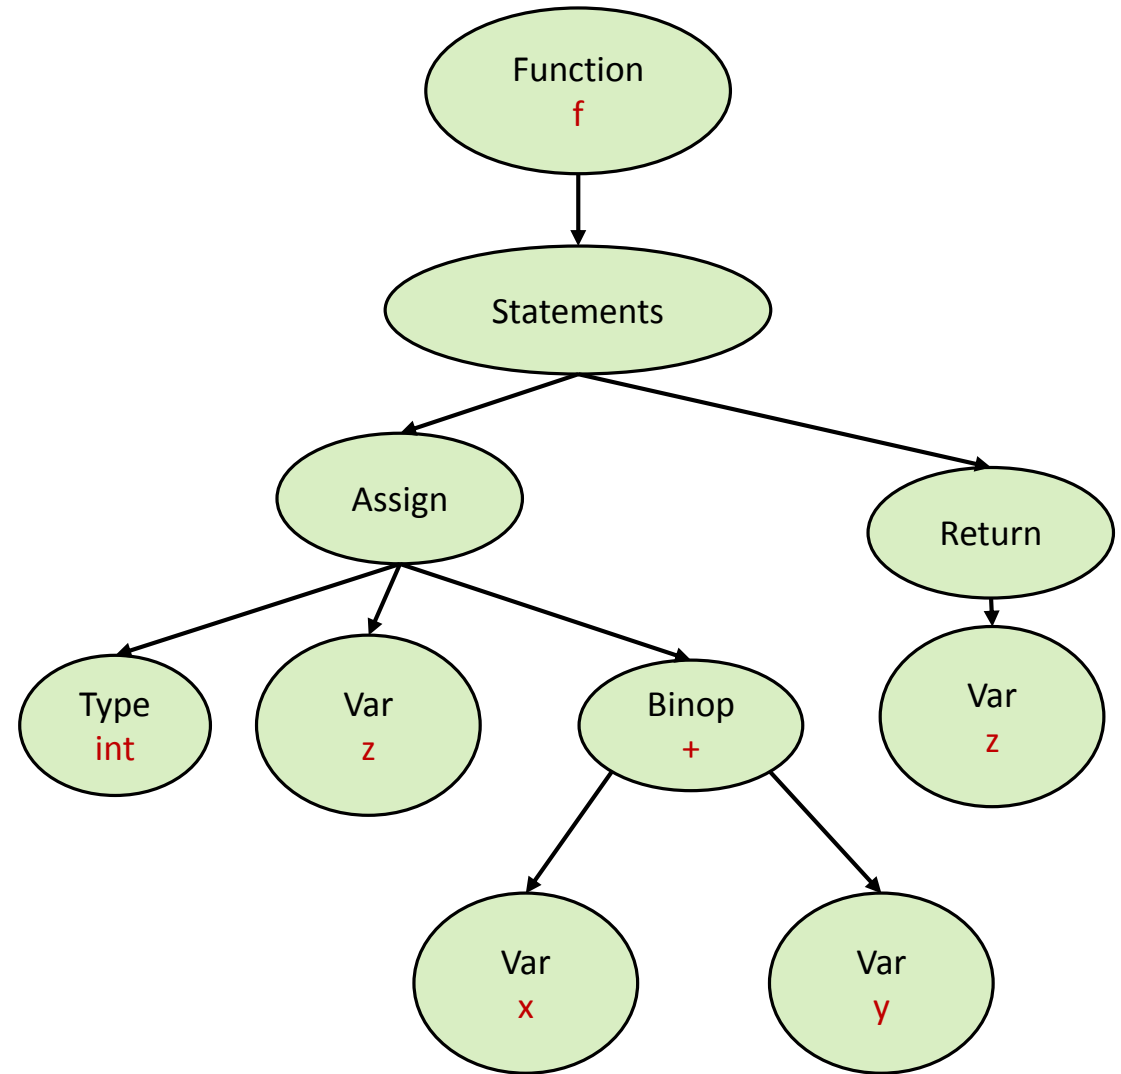 Function
f
Statements
Assign
Return
Type
int
Var
z
Binop
+
Var
z
Var
x
Var
y